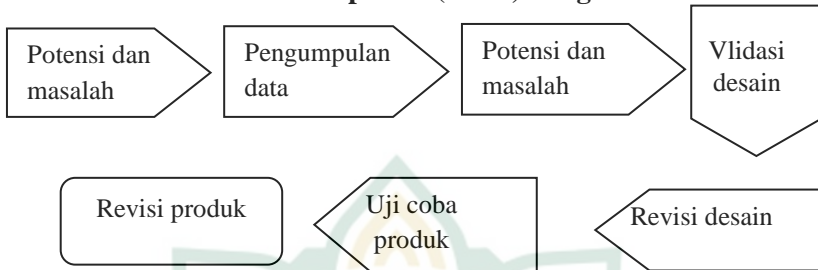 Potensi dan
masalah
Pengumpulan
data
Potensi dan
masalah
Vlidasi
desain
Revisi produk
Uji coba
produk
Revisi desain